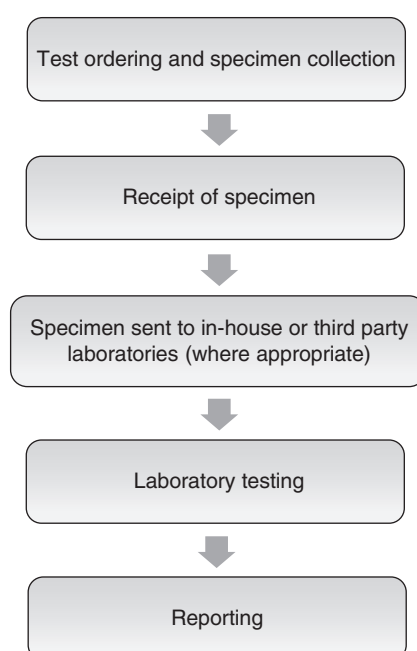 Test ordering and specimen collection
Receipt of specimen
Specimen sent to in-house or third party
laboratories (where appropriate)
Laboratory testing
Reporting